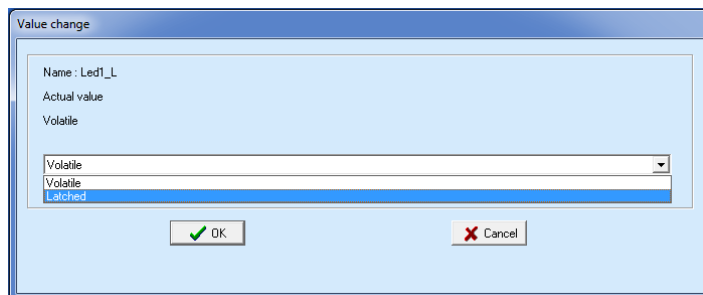 Value change
Name : Led1_L
Actual value
Volatile
Volatile
Volatile
Latched
OK
Cancel